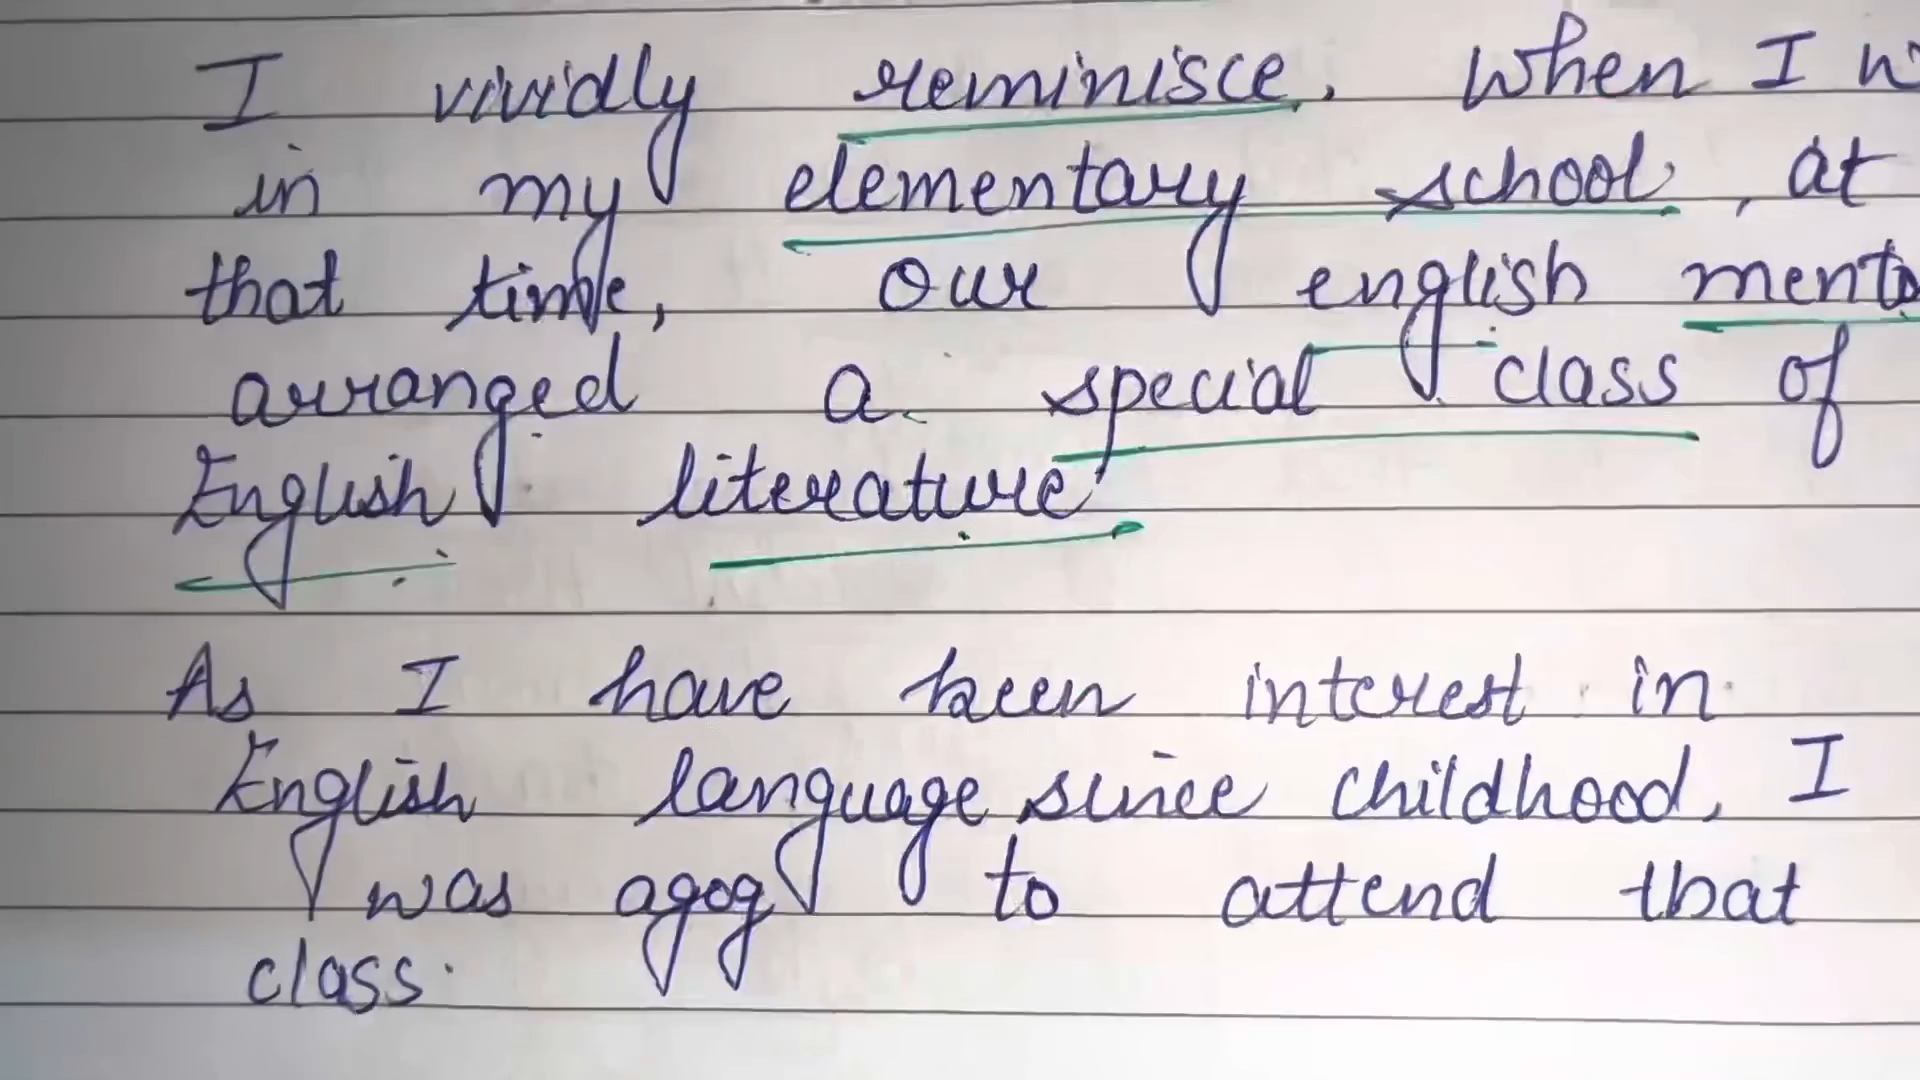 I vividly reminisce, when I
in my elementary school, at
that time, our english
arranged a special class of
English literature
As I have keen interest in
English language since childhood, I
was agog to attend that
class.